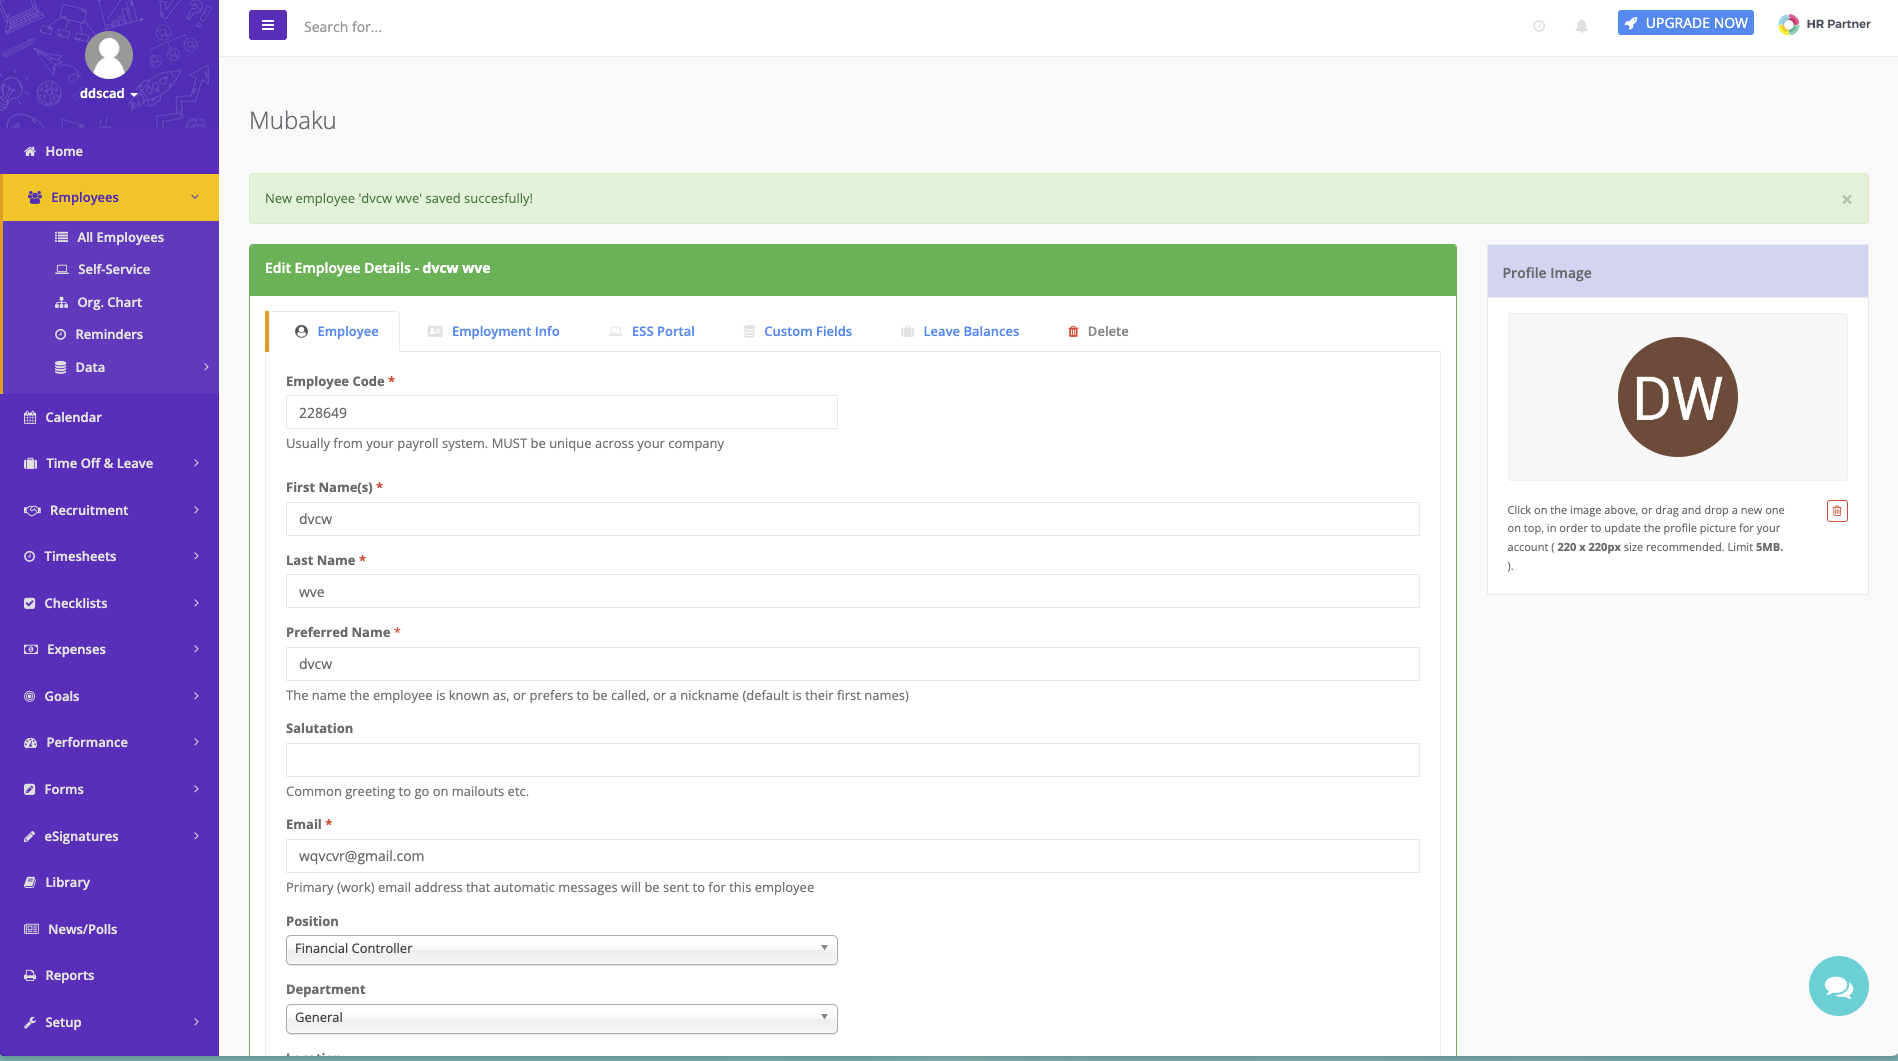 ddscad
Home
Employees
All Employees
Self-Service
Org. Chart
Reminders
Data
Calendar
Time Off & Leave
Recruitment
Timesheets
Checklists
Expenses
Goals
Performance
Forms
eSignatures
Library
News/Polls
Reports
Setup
Search for...
UPGRADE NOW
HR Partner
Mubaku
New employee 'dvcw wve' saved succesfully!
×
Edit Employee Details - dvcw wve
Employee
Employment Info
ESS Portal
Custom Fields
Leave Balances
Delete
Employee Code *
228649
Usually from your payroll system. MUST be unique across your company
First Name(s) *
dvcw
Last Name *
wve
Preferred Name *
dvcw
The name the employee is known as, or prefers to be called, or a nickname (default is their first names)
Salutation
Common greeting to go on mailouts etc.
Email *
wqvcvr@gmail.com
Primary (work) email address that automatic messages will be sent to for this employee
Position
Financial Controller
Department
General
Profile Image
DW
Click on the image above, or drag and drop a new one
on top, in order to update the profile picture for your
account ( 220 x 220px size recommended. Limit 5MB.
).